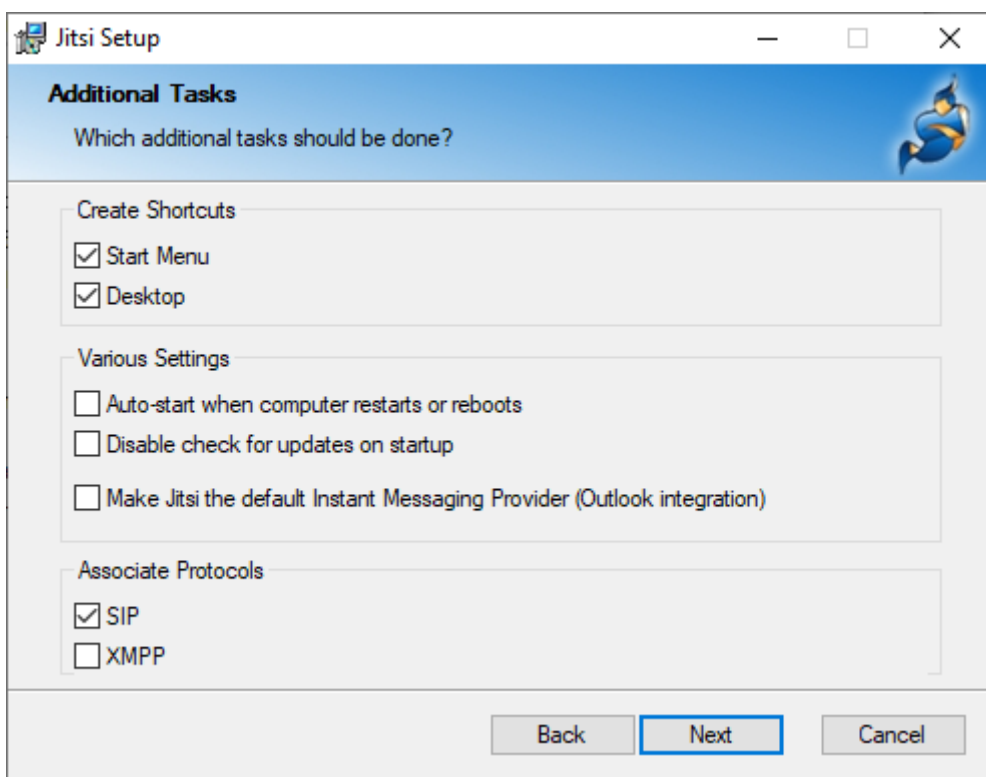 Jitsi Setup
Additional Tasks
Which additional tasks should be done?
Create Shortcuts
Start Menu
Desktop
Various Settings
Auto-start when computer restarts or reboots
Disable check for updates on startup
Make Jitsi the default Instant Messaging Provider (Outlook integration)
Associate Protocols
SIP
XMPP
Back Next Cancel